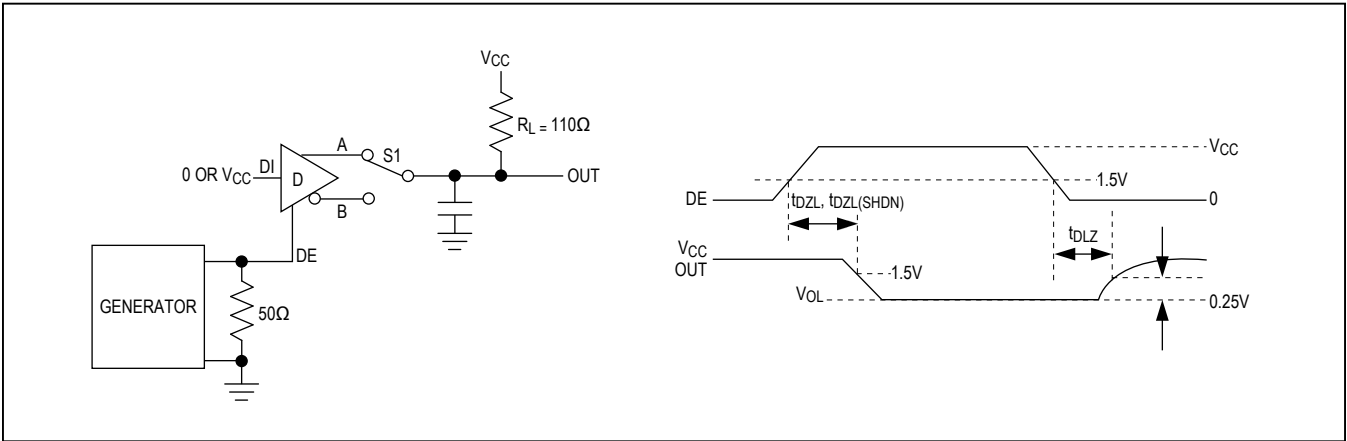 VCC
RL = 110Ω
A
S1
0 OR VCC
DI
D
OUT
B
DE
GENERATOR
50Ω
VCC
1.5V
DE
0
tDZL, tDZL(SHDN)
tDLZ
VCC
OUT
1.5V
VOL
0.25V